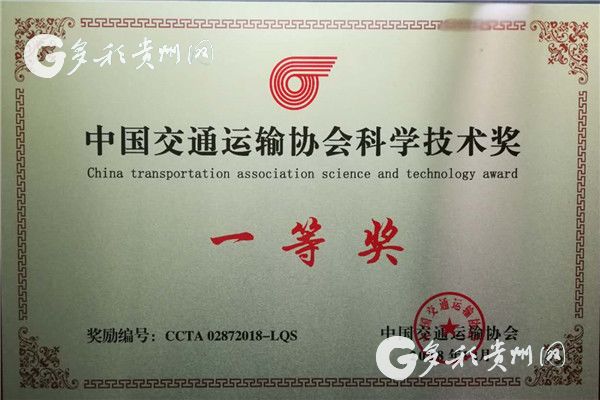 多彩贵州网
中国交通运输协会科学技术奖
China transportation association science and technology award
一等奖
奖励编号：CCTA 02872018-LQS
中国交通运输协会
多彩贵州网